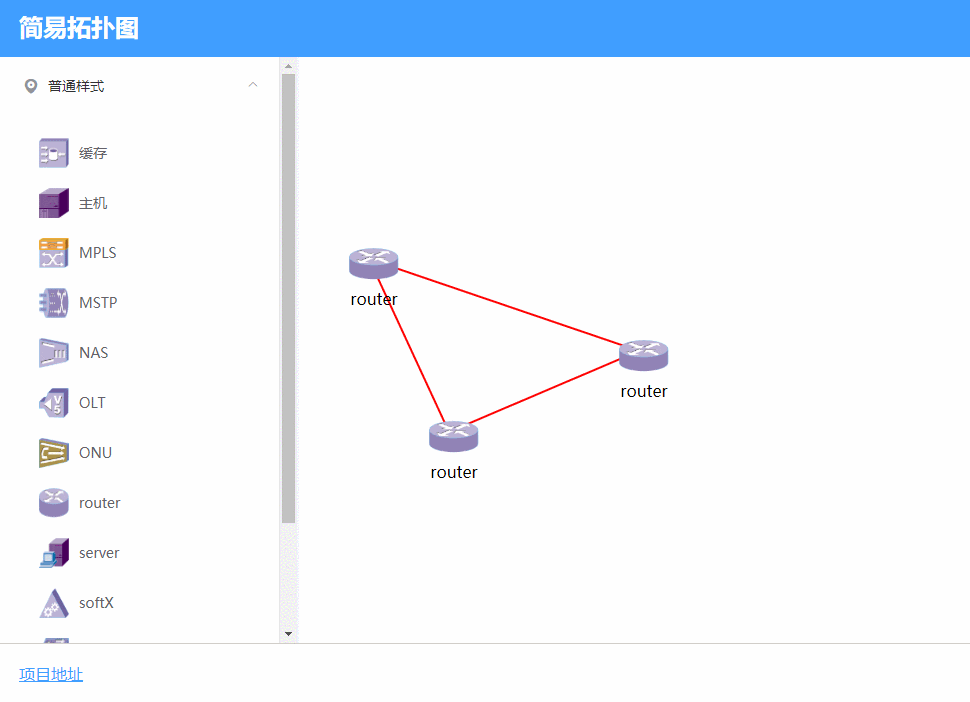 简易拓扑图
普通样式
缓存
主机
MPLS
MSTP
NAS
OLT
ONU
router
server
softX
router
router
router
项目地址